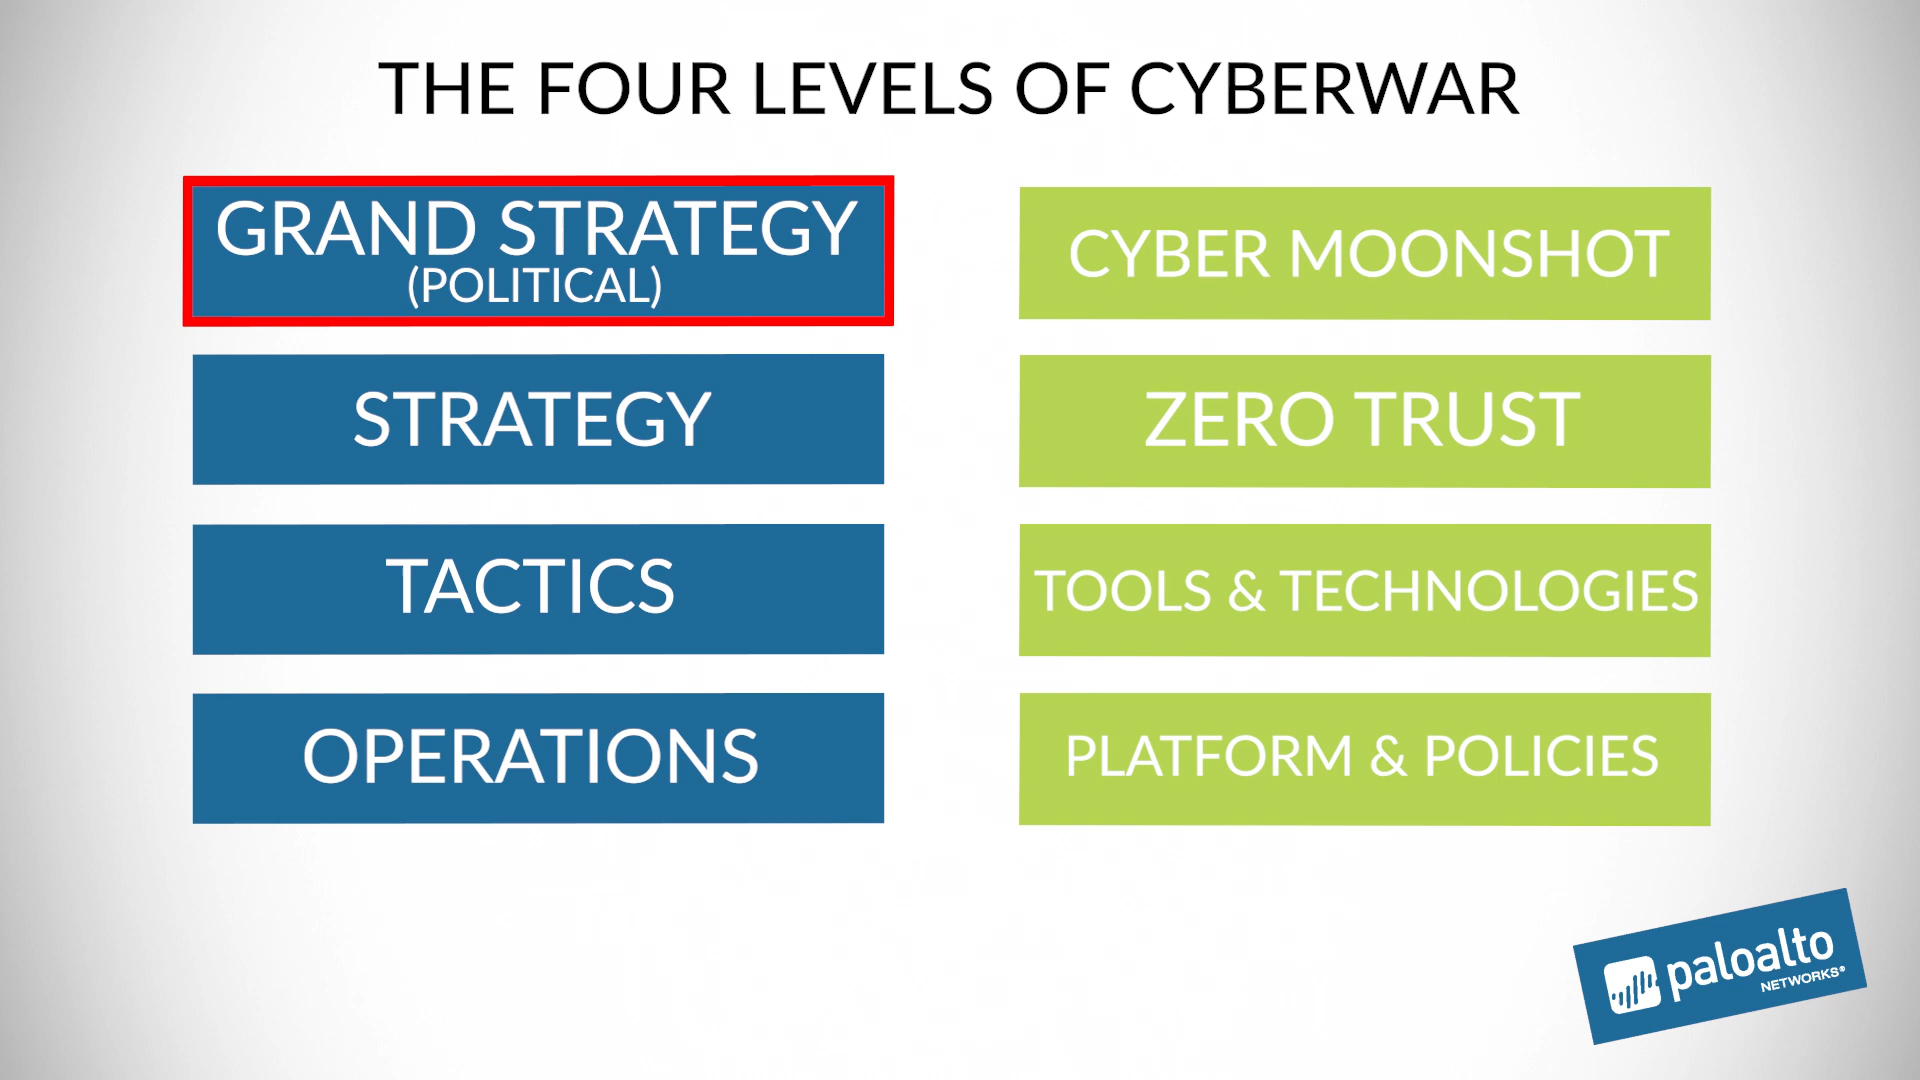 THE FOUR LEVELS OF CYBERWAR
GRAND STRATEGY
(POLITICAL)
CYBER MOONSHOT
STRATEGY
ZERO TRUST
TACTICS
TOOLS & TECHNOLOGIES
OPERATIONS
PLATFORM & POLICIES
paloalto
NETWORKS®